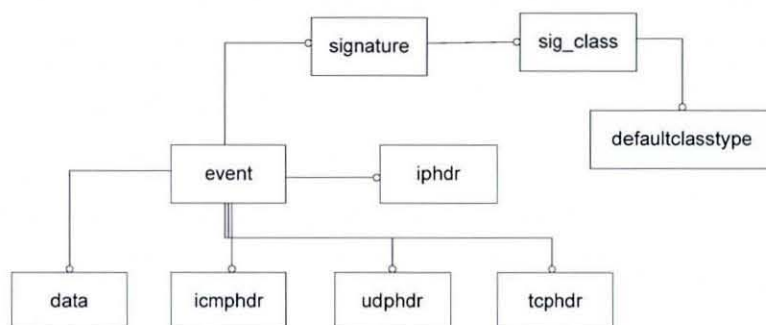 signature
sig_class
defaultclasstype
event
iphdr
data
icmphdr
udphdr
tcphdr